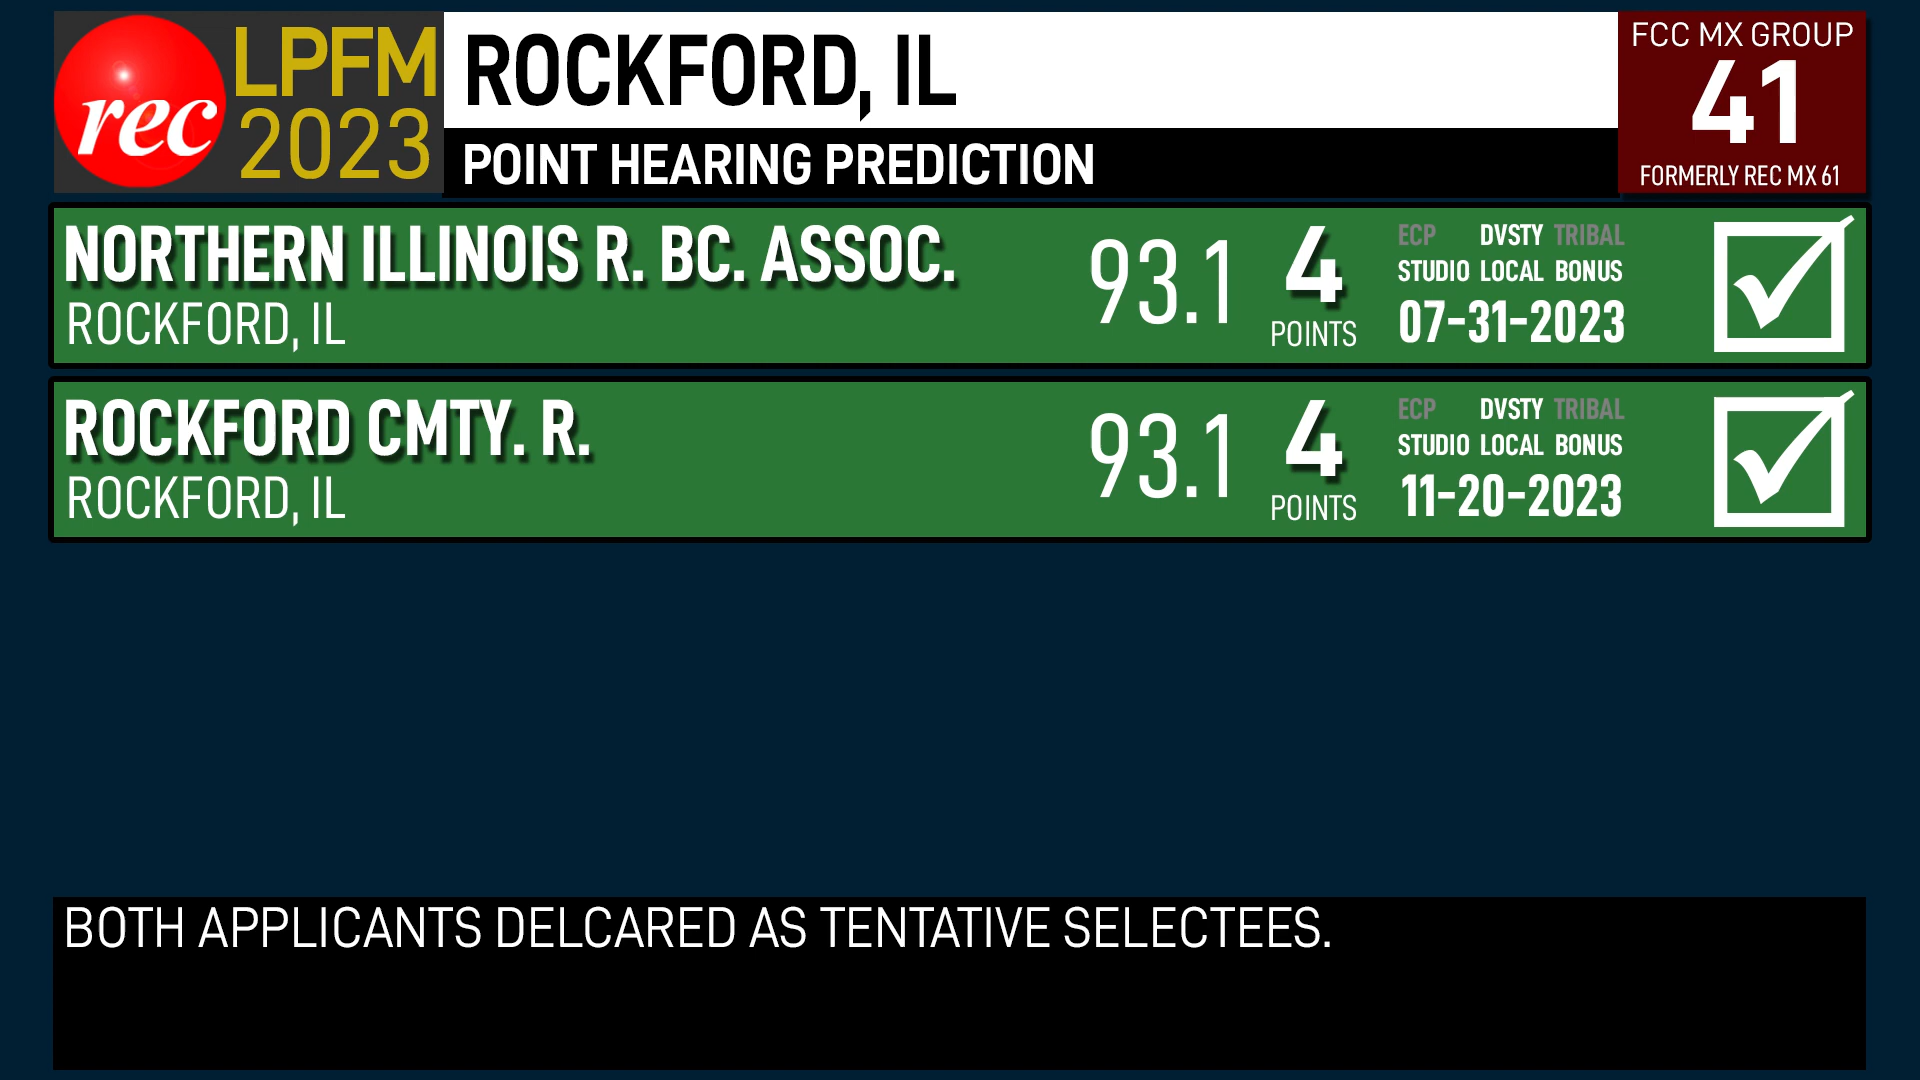 rec
LPFM
2023
ROCKFORD, IL
POINT HEARING PREDICTION
FCC MX GROUP
41
FORMERLY REC MX 61
NORTHERN ILLINOIS R. BC. ASSOC.
ROCKFORD, IL
93.1
4
POINTS
ECP DVSTY TRIBAL
STUDIO LOCAL BONUS
07-31-2023
ROCKFORD CMTY. R.
ROCKFORD, IL
93.1
4
POINTS
ECP DVSTY TRIBAL
STUDIO LOCAL BONUS
11-20-2023
BOTH APPLICANTS DELCARED AS TENTATIVE SELECTEES.